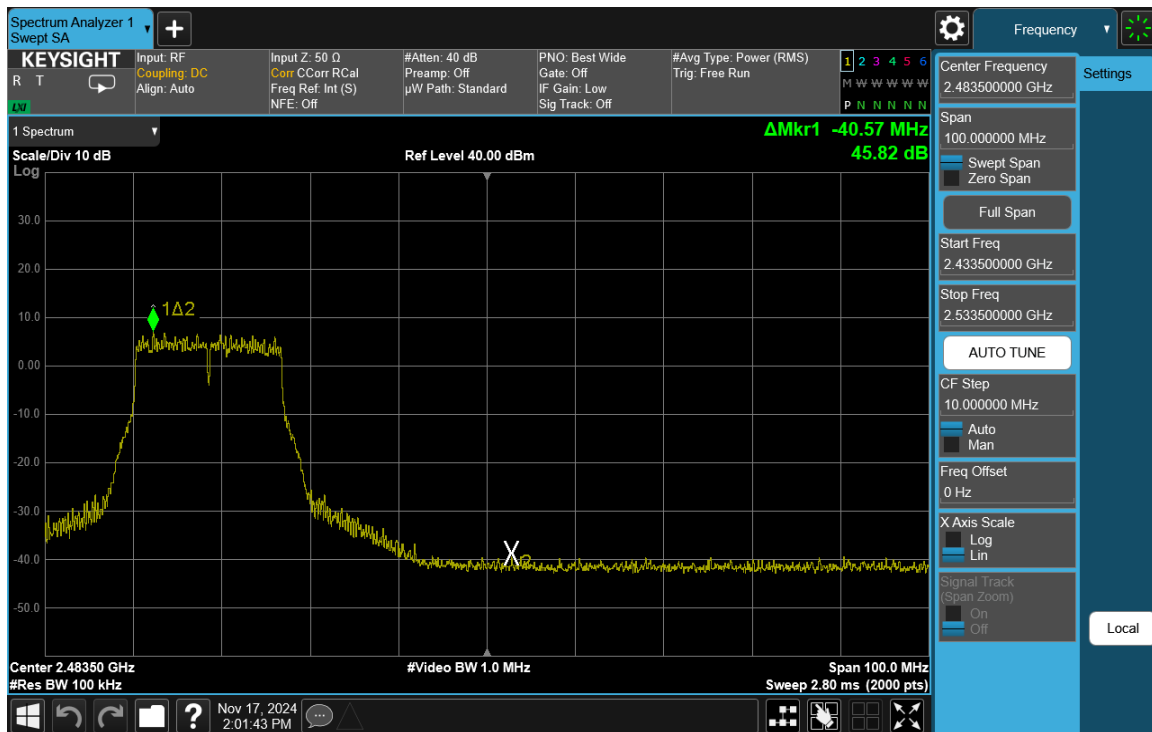 Spectrum Analyzer 1
Swept SA
Frequency
KEYSIGHT
R T
LXI
Input: RF
Coupling: DC
Align: Auto
Input Z: 50 Ω
Corr CCorr RCal
Freq Ref: Int (S)
NFE: Off
#Atten: 40 dB
Preamp: Off
µW Path: Standard
PNO: Best Wide
Gate: Off
IF Gain: Low
Sig Track: Off
#Avg Type: Power (RMS)
Trig: Free Run
1 2 3 4 5 6
M W W W W W
P N N N N N
1 Spectrum
Scale/Div 10 dB
Ref Level 40.00 dBm
ΔMkr1 -40.57 MHz
45.82 dB
Log
30.0
20.0
10.0
0.00
-10.0
-20.0
-30.0
-40.0
-50.0
1Δ2
X2
Center 2.48350 GHz
#Res BW 100 kHz
#Video BW 1.0 MHz
Span 100.0 MHz
Sweep 2.80 ms (2000 pts)
Nov 17, 2024
2:01:43 PM
Center Frequency
2.483500000 GHz
Span
100.000000 MHz
Swept Span
Zero Span
Full Span
Start Freq
2.433500000 GHz
Stop Freq
2.533500000 GHz
AUTO TUNE
CF Step
10.000000 MHz
Auto
Man
Freq Offset
0 Hz
X Axis Scale
Log
Lin
Signal Track
(Span Zoom)
On
Off
Settings
Local